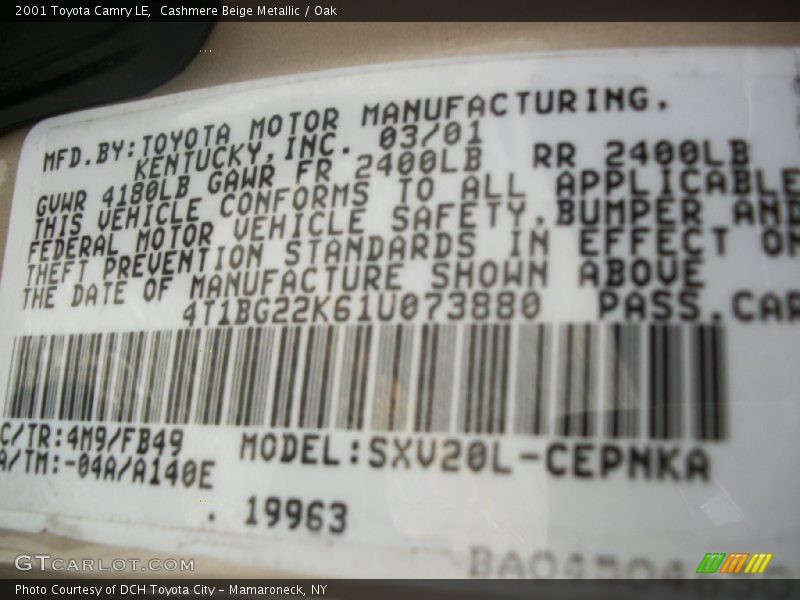 2001 Toyota Camry LE,  Cashmere Beige Metallic / Oak
MFD.BY:TOYOTA MOTOR MANUFACTURING.
KENTUCKY,INC. 03/01
GVWR 4180LB GAWR FR 2400LB RR 2400LB
THIS VEHICLE CONFORMS TO ALL APPLICABLE
FEDERAL MOTOR VEHICLE SAFETY,BUMPER AND
THEFT PREVENTION STANDARDS IN EFFECT ON
THE DATE OF MANUFACTURE SHOWN ABOVE
4T1BG22K61U073880 PASS.CAR
C/TR:4M9/FB49 MODEL:SXV20L-CEPNKA
A/TM:-04A/A140E
. 19963
GTCARLOT.COM
Photo Courtesy of DCH Toyota City - Mamaroneck, NY